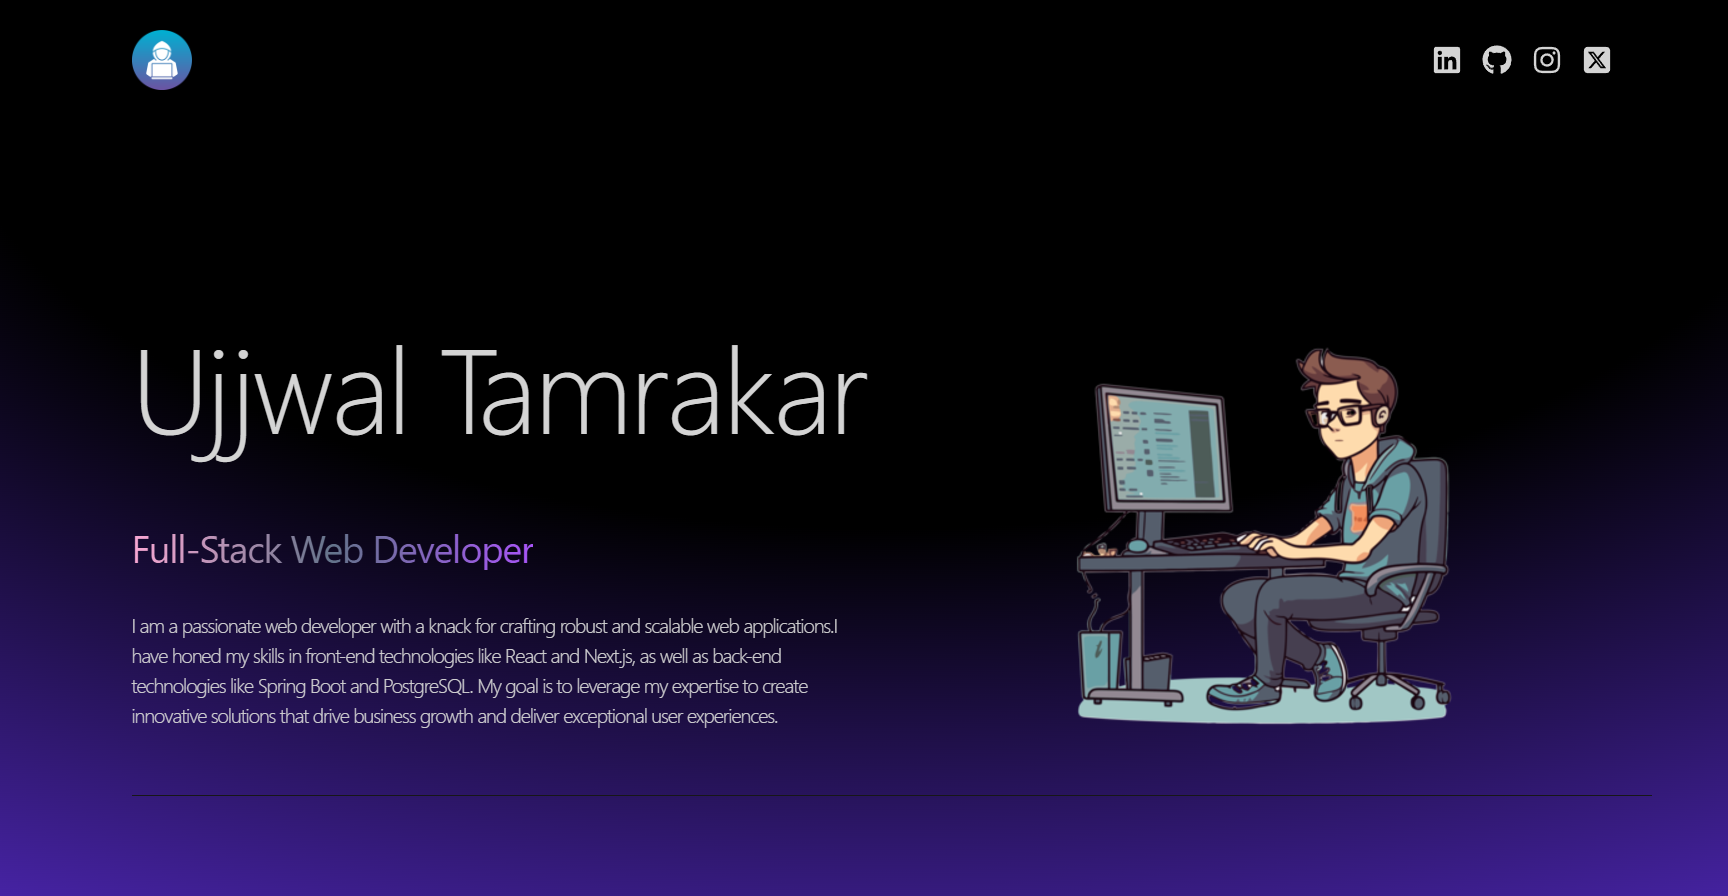 Ujjwal Tamrakar
Full-Stack Web Developer
I am a passionate web developer with a knack for crafting robust and scalable web applications.I
have honed my skills in front-end technologies like React and Next.js, as well as back-end
technologies like Spring Boot and PostgreSQL. My goal is to leverage my expertise to create
innovative solutions that drive business growth and deliver exceptional user experiences.